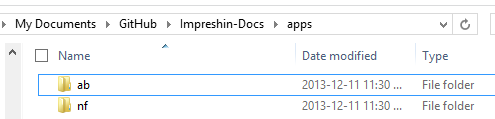 My Documents GitHub Impreshin-Docs apps
Name Date modified Type
ab 2013-12-11 11:30 ... File folder
nf 2013-12-11 11:30 ... File folder